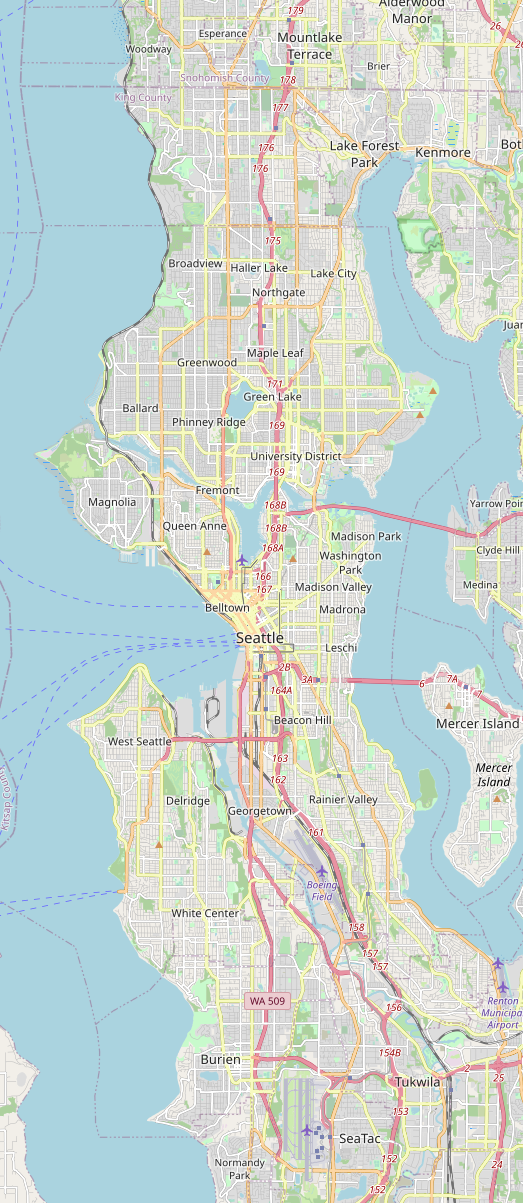 179
Alderwood
Manor
26
Esperance
Mountlake
Terrace
Woodway
Brier
Snohomish County
178
King County
177
176
Lake Forest
Park
Kenmore
176
175
Broadview
Haller Lake
Lake City
Northgate
Maple Leaf
Greenwood
171
Green Lake
Ballard
Phinney Ridge
169
University District
169
Fremont
Magnolia
168B
Yarrow Poin
Queen Anne
168B
Madison Park
168A
Clyde Hill
Washington
Park
166
167
Madison Valley
Medina
Belltown
Madrona
Seattle
Leschi
2B
3A
6
7A
7
164A
Beacon Hill
Mercer Island
West Seattle
163
Mercer
Island
162
Kitsap Cou
Delridge
Rainier Valley
Georgetown
161
Boeing
Field
White Center
158
157
157
Renton
Municipa
Airport
WA 509
156
154B
Burien
2
25
Tukwila
153
SeaTac
152
Normandy
Park
24
152